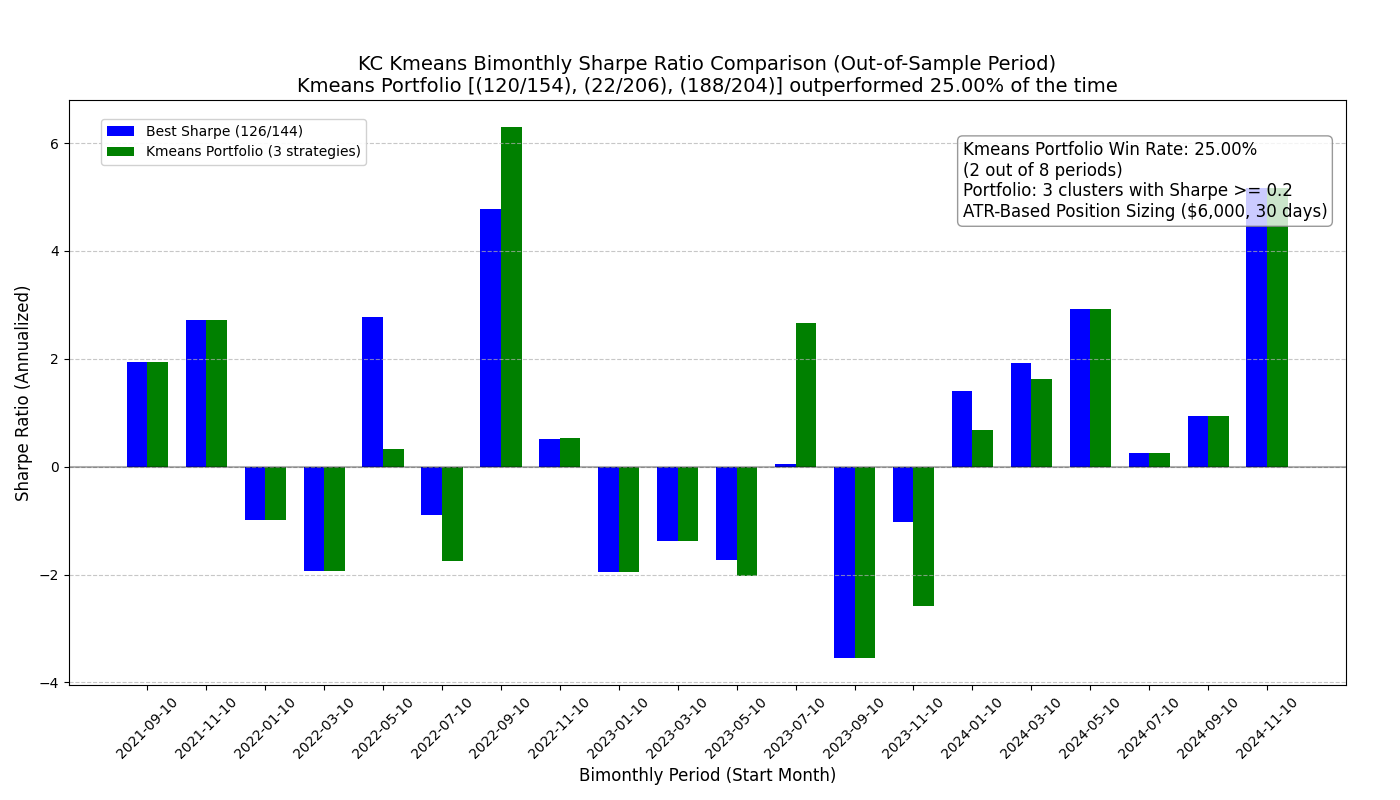 KC Kmeans Bimonthly Sharpe Ratio Comparison (Out-of-Sample Period)
Kmeans Portfolio [(120/154), (22/206), (188/204)] outperformed 25.00% of the time
Best Sharpe (126/144)
Kmeans Portfolio (3 strategies)
Kmeans Portfolio Win Rate: 25.00%
(2 out of 8 periods)
Portfolio: 3 clusters with Sharpe >= 0.2
ATR-Based Position Sizing ($6,000, 30 days)
Sharpe Ratio (Annualized)
6
4
2
0
−2
−4
2021-09-10
2021-11-10
2022-01-10
2022-03-10
2022-05-10
2022-07-10
2022-09-10
2022-11-10
2023-01-10
2023-03-10
2023-05-10
2023-07-10
2023-09-10
2023-11-10
2024-01-10
2024-03-10
2024-05-10
2024-07-10
2024-09-10
2024-11-10
Bimonthly Period (Start Month)